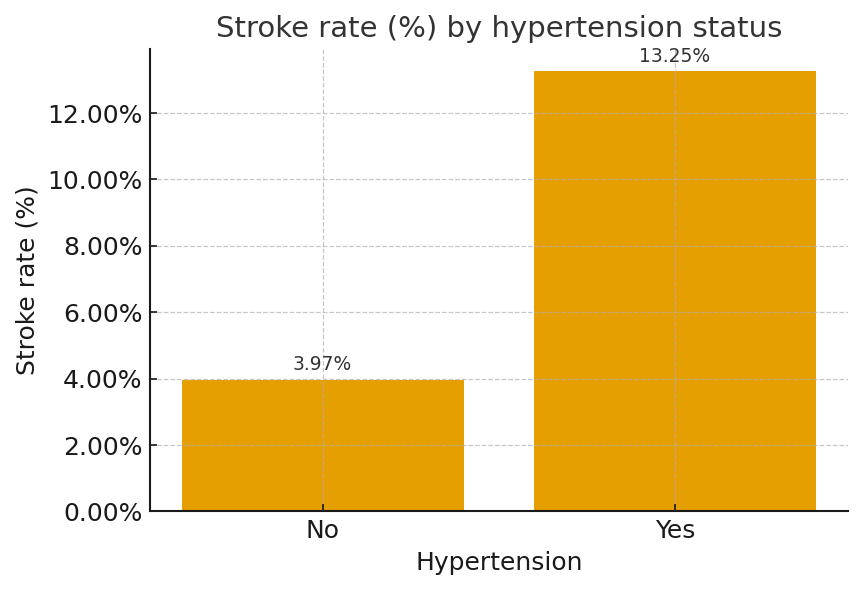 Stroke rate (%) by hypertension status
13.25%
12.00%
10.00%
8.00%
6.00%
4.00%
3.97%
2.00%
0.00%
Stroke rate (%)
No Yes
Hypertension